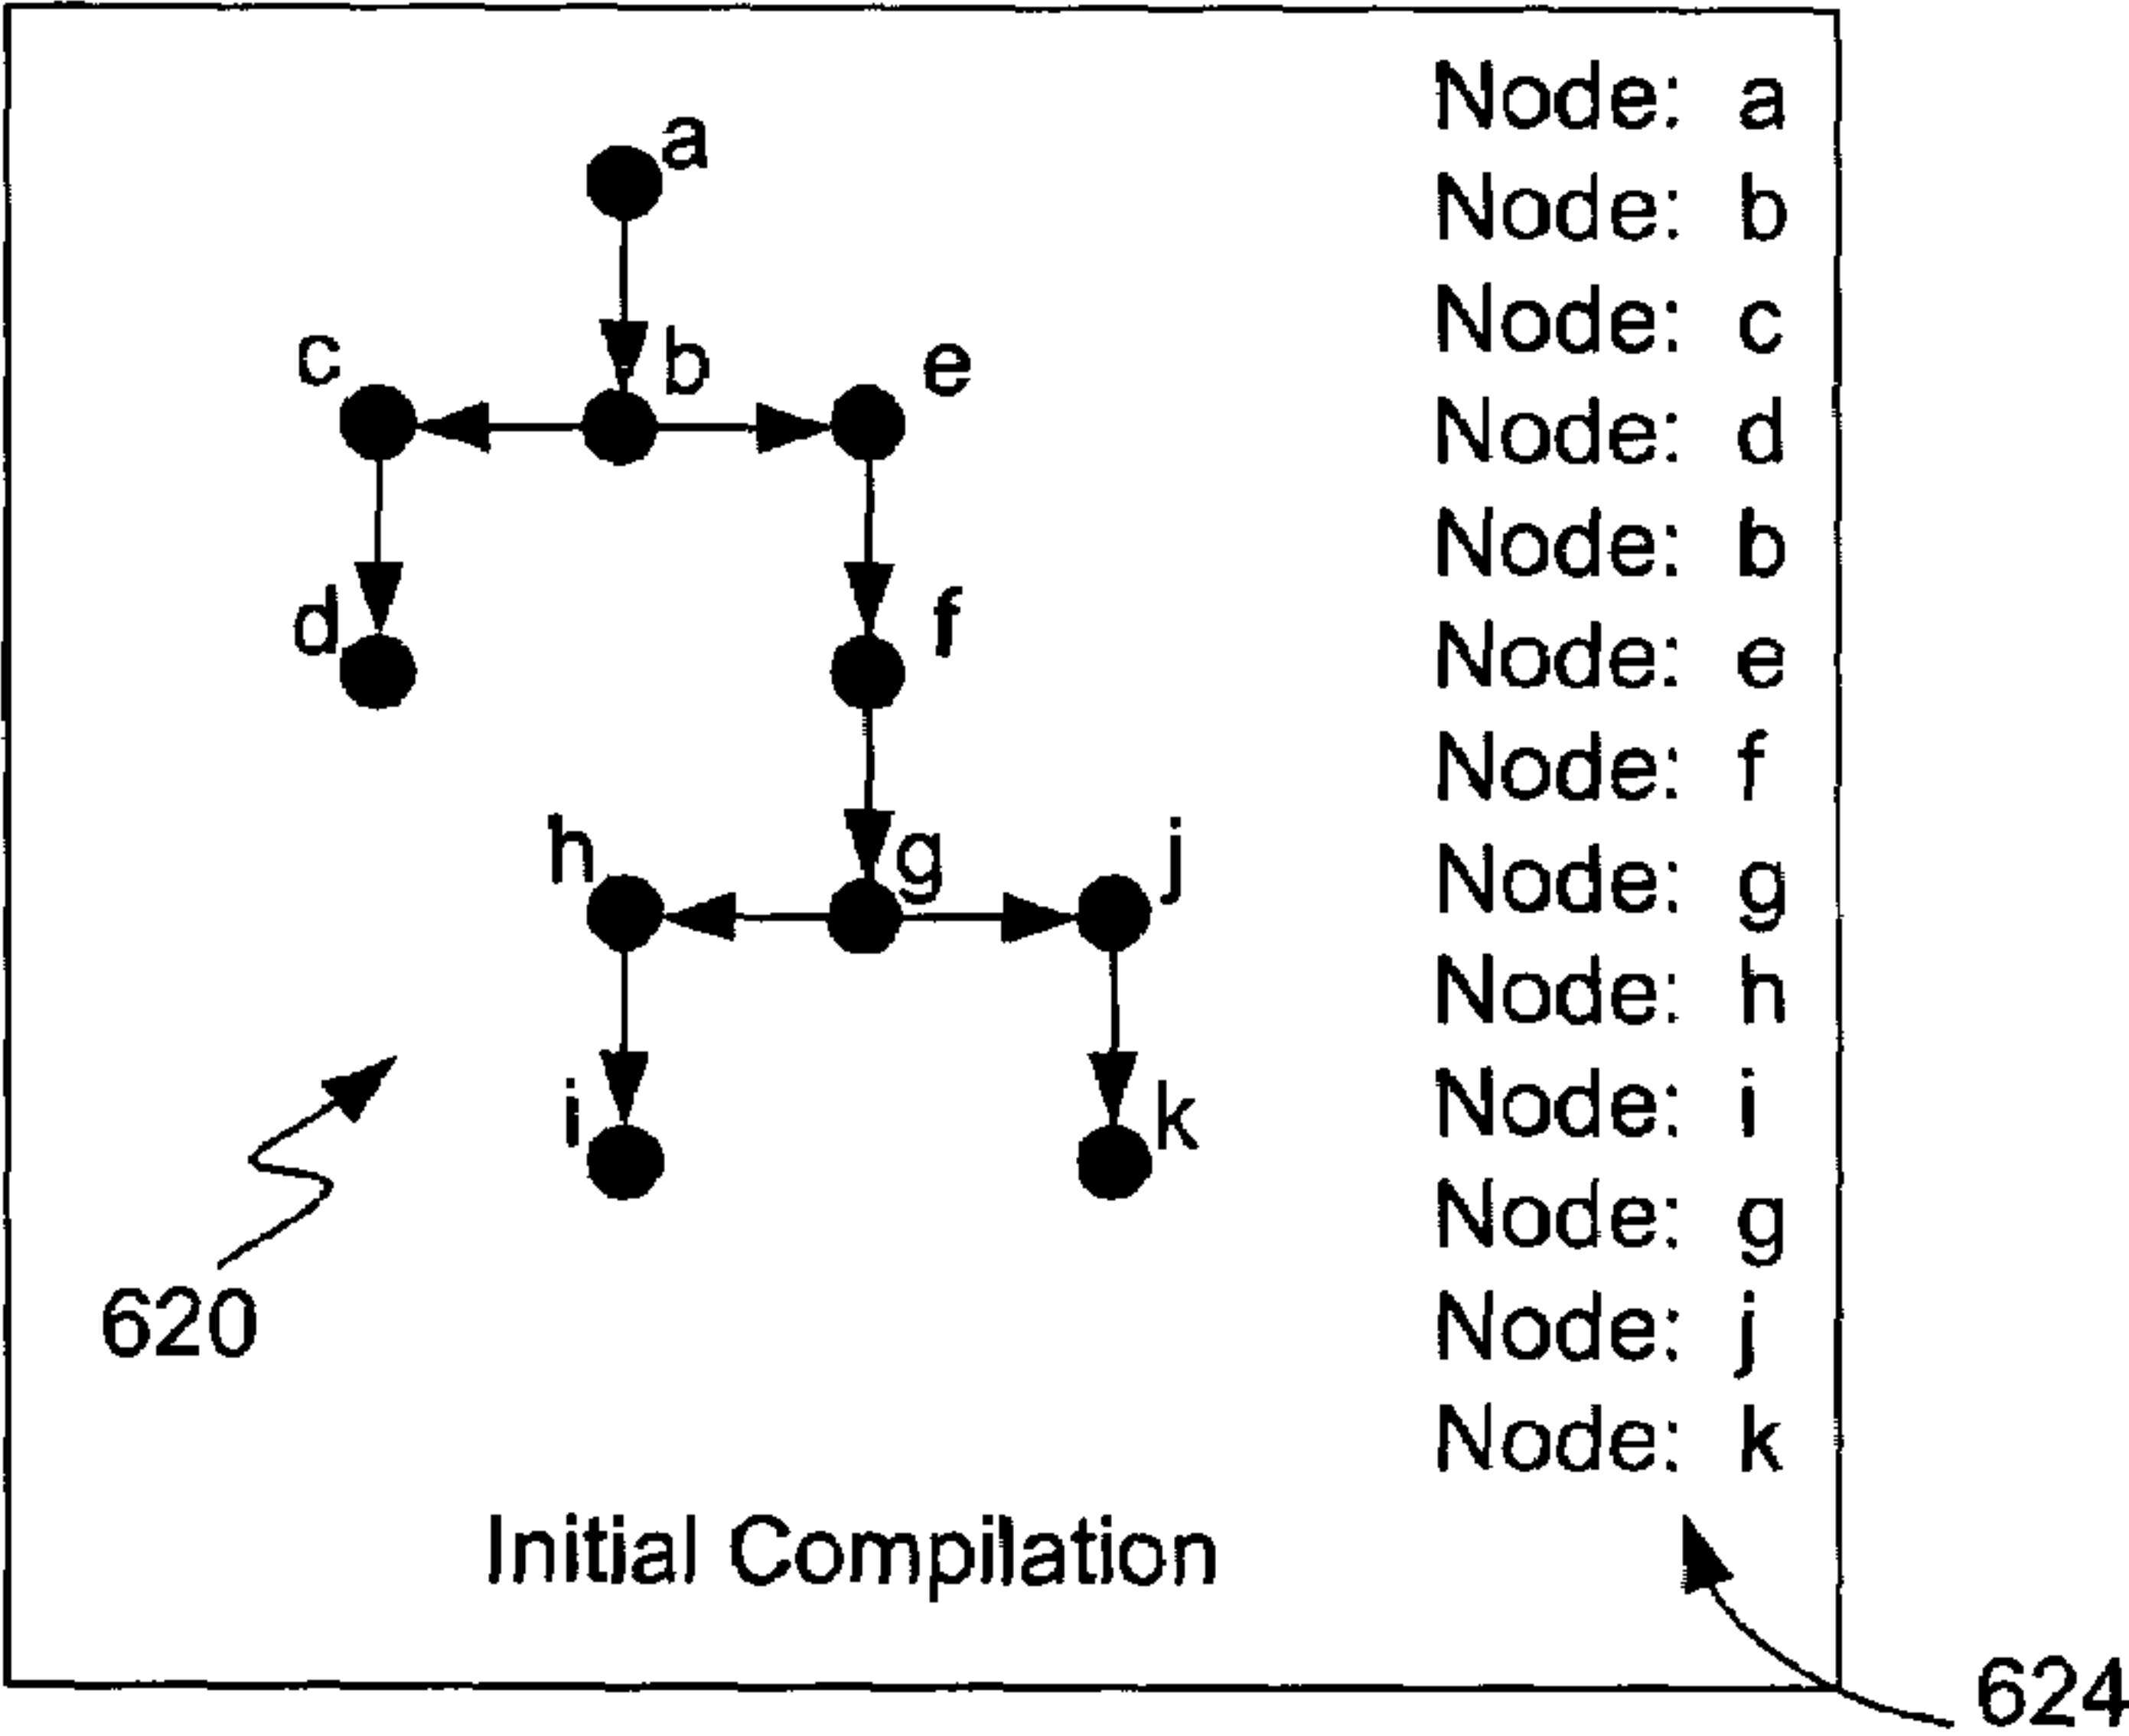 a
c
b
e
d
f
h
g
j
i
k
620
Initial Compilation
Node: a
Node: b
Node: c
Node: d
Node: b
Node: e
Node: f
Node: g
Node: h
Node: i
Node: g
Node: j
Node: k
624